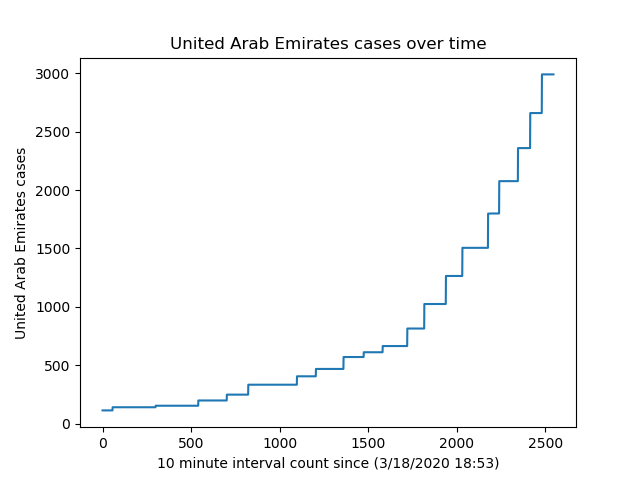 United Arab Emirates cases over time
United Arab Emirates cases
3000
2500
2000
1500
1000
500
0
0 500 1000 1500 2000 2500
10 minute interval count since (3/18/2020 18:53)